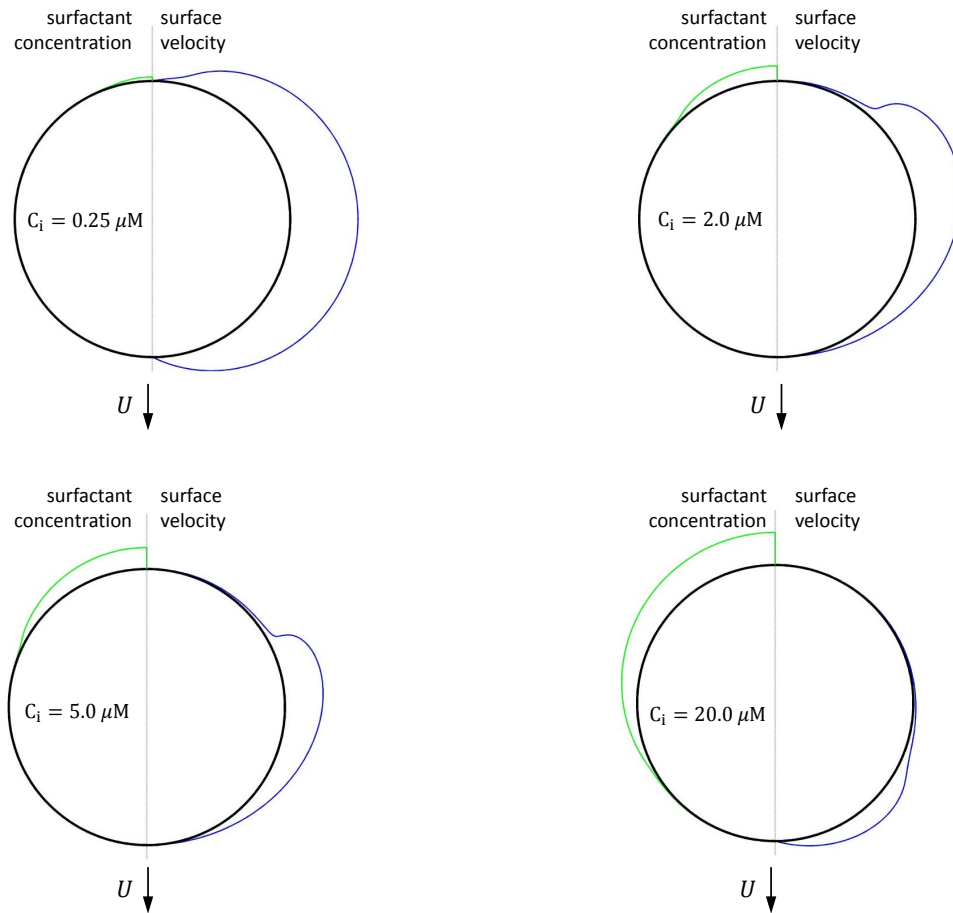 surfactant concentration
surface velocity
C_i = 0.25 μM
U
surfactant concentration
surface velocity
C_i = 2.0 μM
U
surfactant concentration
surface velocity
C_i = 5.0 μM
U
surfactant concentration
surface velocity
C_i = 20.0 μM
U